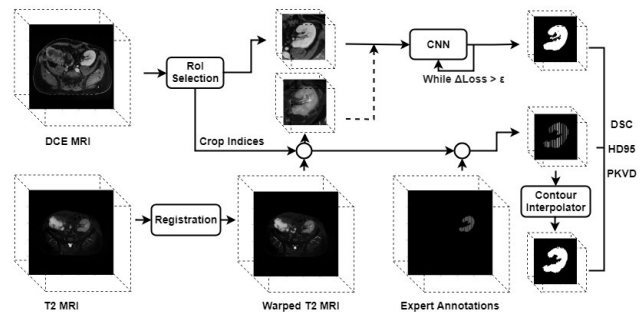 RoI
Selection
CNN
While ΔLoss > ε
DCE MRI
Crop Indices
DSC
HD95
PKVD
Registration
Contour
Interpolator
T2 MRI
Warped T2 MRI
Expert Annotations